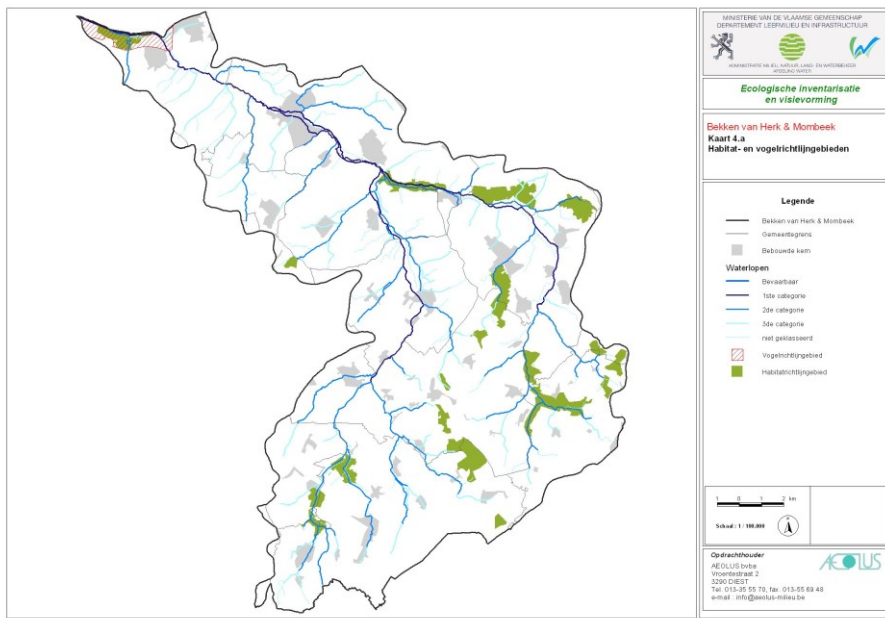 MINISTERIE VAN DE VLAAMSE GEMEENSCHAP
DEPARTEMENT LEEFMILIEU EN INFRASTRUCTUUR
ADMINISTRATIE MILIEU, NATUUR, LAND- EN WATERBEHEER
AFDELING WATER
Ecologische inventarisatie
en visievorming
Bekken van Herk & Mombeek
Kaart 4.a
Habitat- en vogelrichtlijngebieden
Legende
Bekken van Herk & Mombeek
Gemeentegrens
Bebouwde kern
Waterlopen
Bevaarbaar
1ste categorie
2de categorie
3de categorie
niet geklasseerd
Vogelrichtlijngebied
Habitatrichtlijngebied
1 0 1 2 km
Schaal : 1 / 100.000
Opdrachthouder
AEOLUS bvba
Vroentestraat 2
3290 DIEST
Tel. 013-35 55 79, fax. 013-55 69 48
e-mail : info@aeolus-milieu.be
AEOLUS